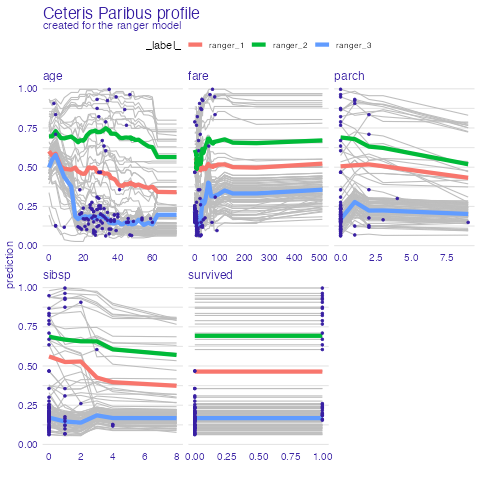 Ceteris Paribus profile
created for the ranger model
_label_ ranger_1 ranger_2 ranger_3
age fare parch
1.00
0.75
0.50
0.25
0.00
0 20 40 60 0 100 200 300 400 500 0.0 2.5 5.0 7.5
prediction
sibsp survived
1.00
0.75
0.50
0.25
0.00
0 2 4 6 8 0.00 0.25 0.50 0.75 1.00